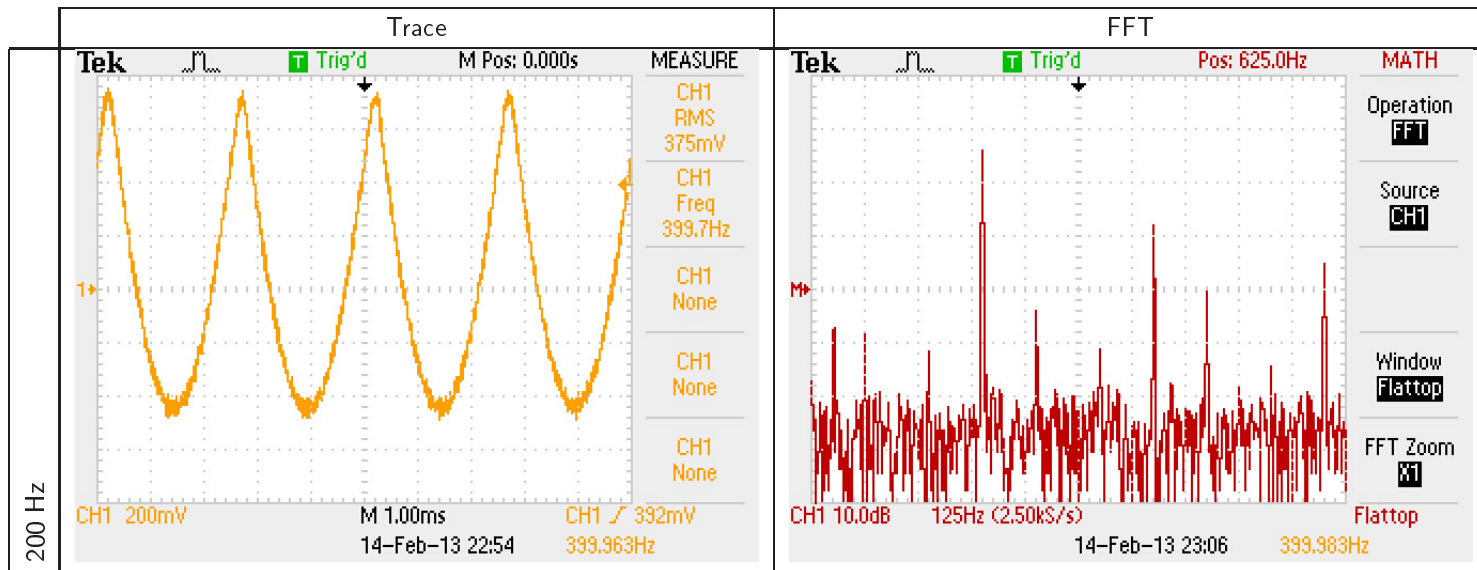 Trace
FFT
200 Hz
Tek
T Trig'd
M Pos: 0.000s
MEASURE
CH1
RMS
375mV
CH1
Freq
399.7Hz
CH1
None
CH1
None
CH1
None
1
CH1 200mV
M 1.00ms
CH1 392mV
14-Feb-13 22:54
399.963Hz
Tek
T Trig'd
Pos: 625.0Hz
MATH
Operation
FFT
Source
CH1
Window
Flattop
FFT Zoom
X1
M
CH1 10.0dB
125Hz (2.50kS/s)
Flattop
14-Feb-13 23:06
399.983Hz